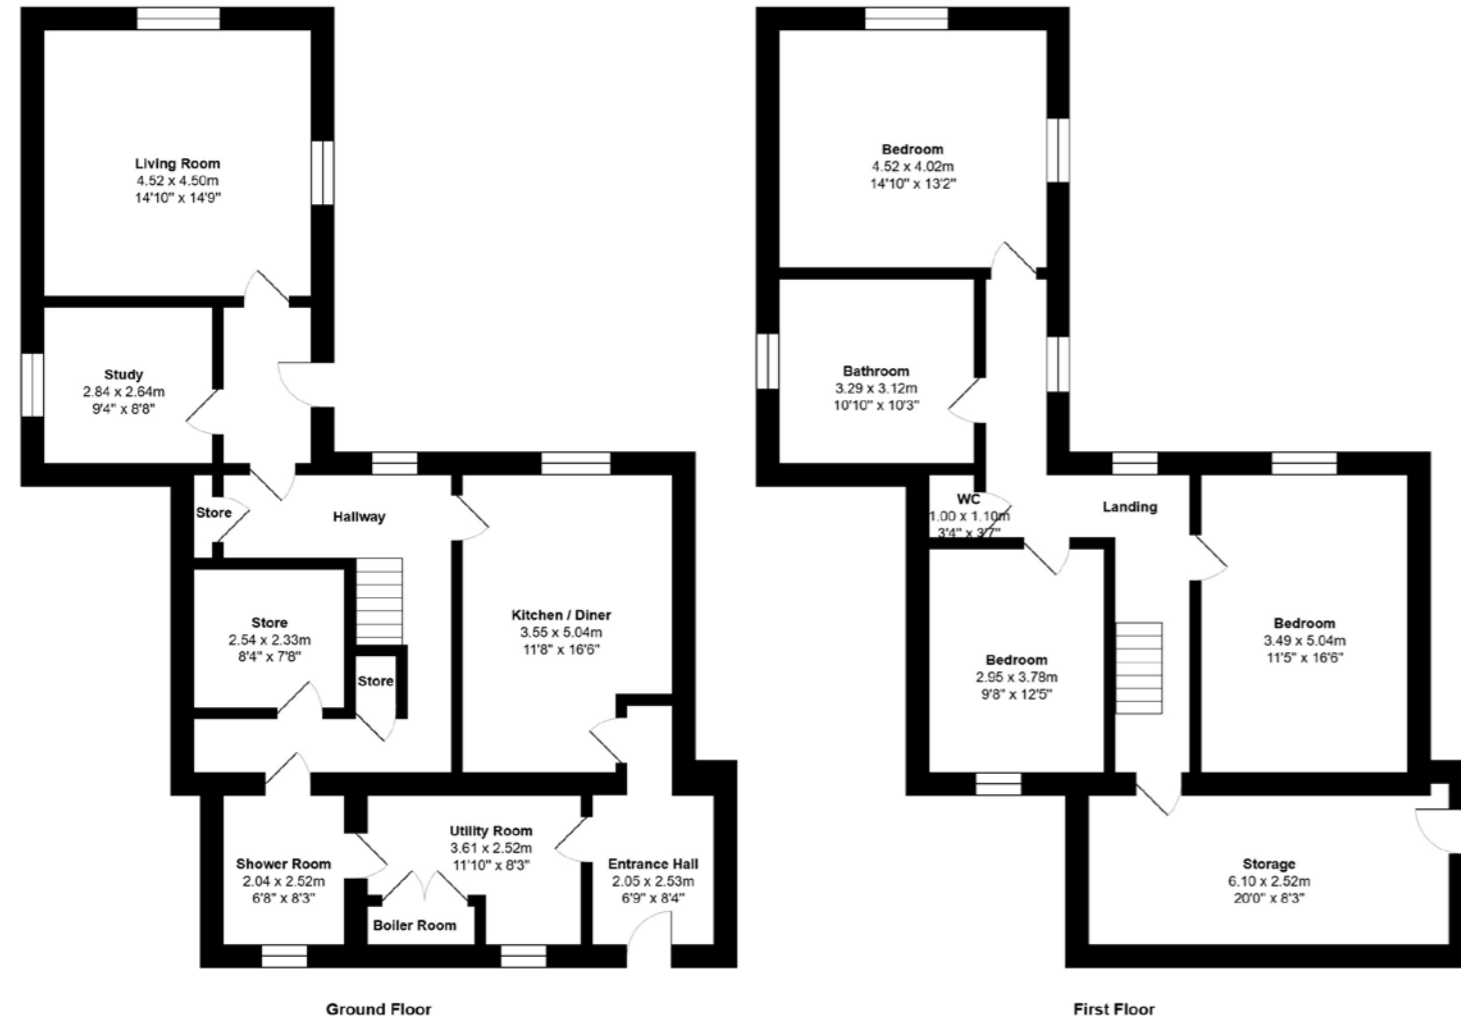 Living Room
4.52 x 4.50m
14'10" x 14'9"
Study
2.84 x 2.64m
9'4" x 8'8"
Store
Hallway
Store
2.54 x 2.33m
8'4" x 7'8"
Store
Kitchen / Diner
3.55 x 5.04m
11'8" x 16'6"
Shower Room
2.04 x 2.52m
6'8" x 8'3"
Utility Room
3.61 x 2.52m
11'10" x 8'3"
Boiler Room
Entrance Hall
2.05 x 2.53m
6'9" x 8'4"
Ground Floor
Bedroom
4.52 x 4.02m
14'10" x 13'2"
Bathroom
3.29 x 3.12m
10'10" x 10'3"
WC
1.00 x 1.10m
3'4" x 3'7"
Landing
Bedroom
2.95 x 3.78m
9'8" x 12'5"
Bedroom
3.49 x 5.04m
11'5" x 16'6"
Storage
6.10 x 2.52m
20'0" x 8'3"
First Floor